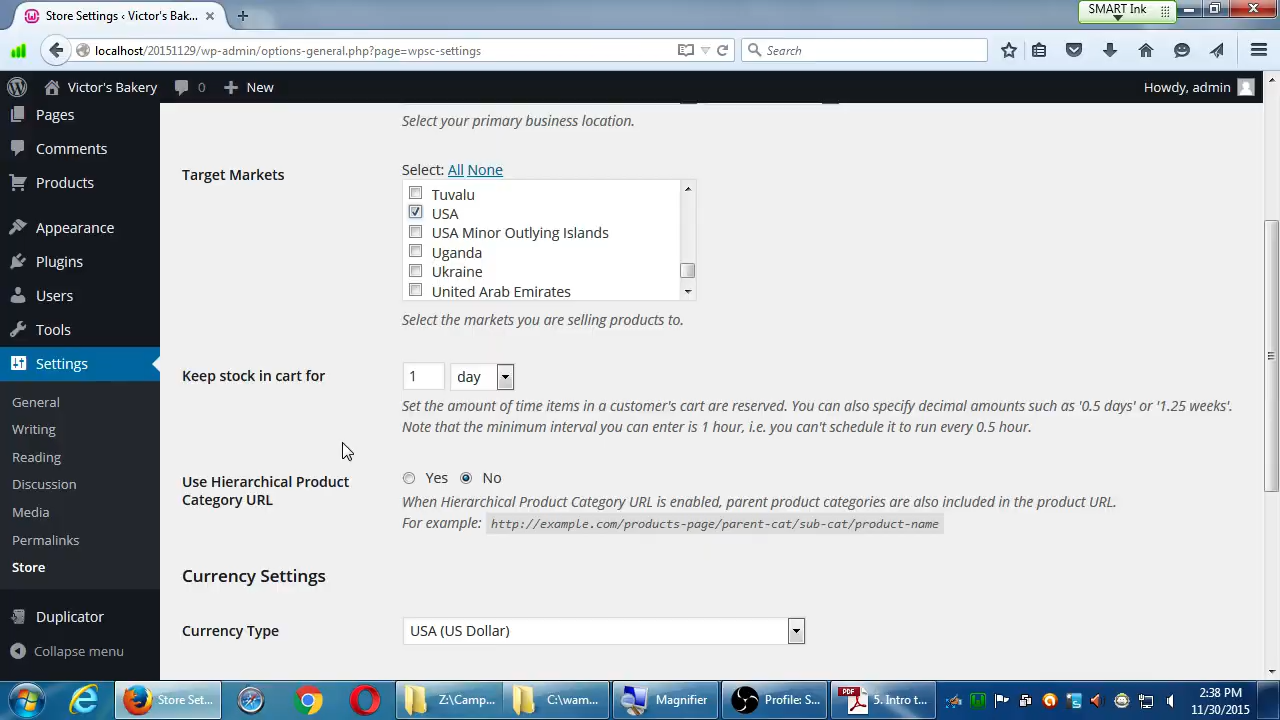 Store Settings ‹ Victor's Bak...
SMART Ink
localhost/20151129/wp-admin/options-general.php?page=wpsc-settings
Search
Victor's Bakery
0
New
Howdy, admin
Pages
Comments
Products
Appearance
Plugins
Users
Tools
Settings
General
Writing
Reading
Discussion
Media
Permalinks
Store
Duplicator
Collapse menu
Select your primary business location.
Target Markets
Select: All None
Tuvalu
USA
USA Minor Outlying Islands
Uganda
Ukraine
United Arab Emirates
Select the markets you are selling products to.
Keep stock in cart for
1
day
Set the amount of time items in a customer's cart are reserved. You can also specify decimal amounts such as '0.5 days' or '1.25 weeks'.
Note that the minimum interval you can enter is 1 hour, i.e. you can't schedule it to run every 0.5 hour.
Use Hierarchical Product
Category URL
Yes
No
When Hierarchical Product Category URL is enabled, parent product categories are also included in the product URL.
For example: http://example.com/products-page/parent-cat/sub-cat/product-name
Currency Settings
Currency Type
USA (US Dollar)
Store Set...
Z:\Camp...
C:\wam...
Magnifier
Profile: S...
PDF
5. Intro t...
2:38 PM
11/30/2015